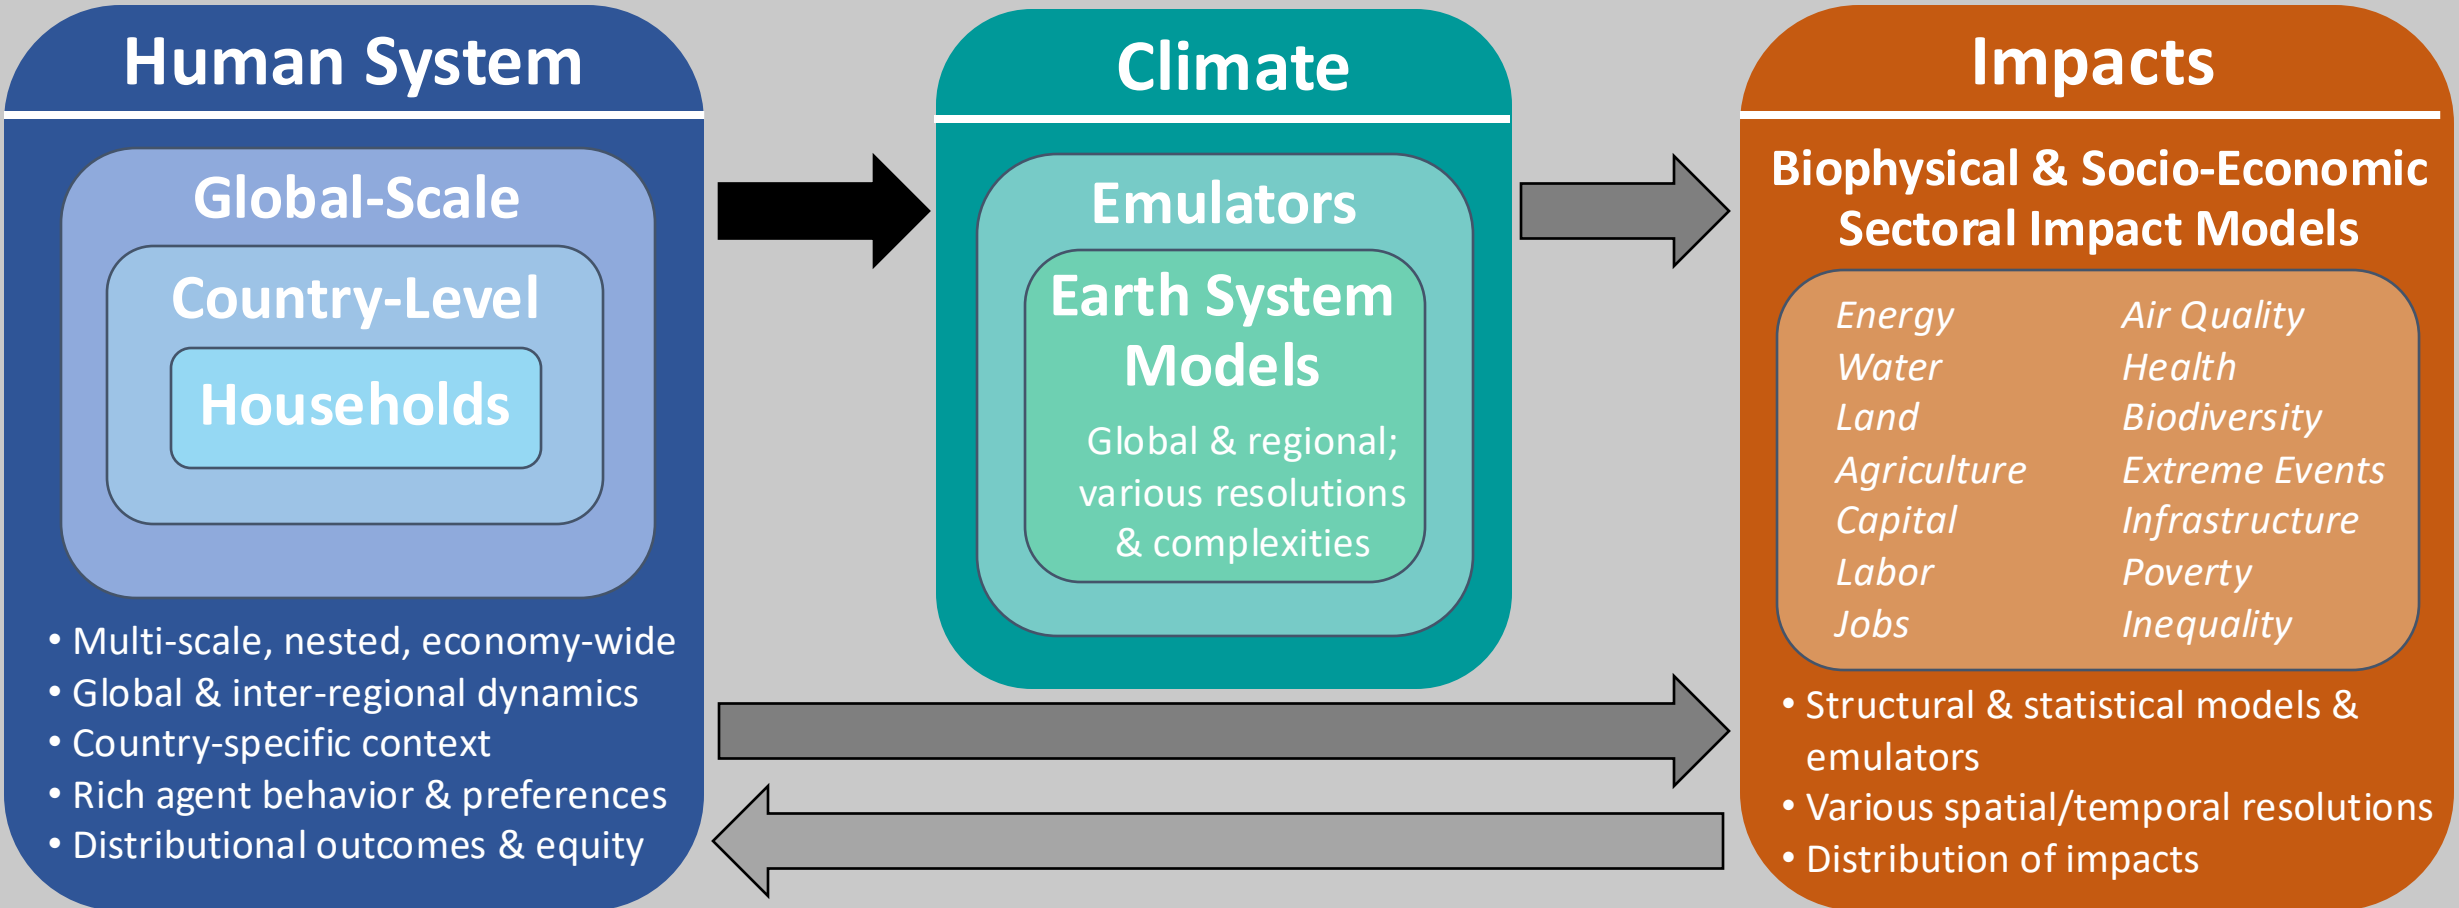 Human System
Global-Scale
Country-Level
Households
• Multi-scale, nested, economy-wide
• Global & inter-regional dynamics
• Country-specific context
• Rich agent behavior & preferences
• Distributional outcomes & equity
Climate
Emulators
Earth System
Models
Global & regional;
various resolutions
& complexities
Impacts
Biophysical & Socio-Economic
Sectoral Impact Models
Energy
Water
Land
Agriculture
Capital
Labor
Jobs
Air Quality
Health
Biodiversity
Extreme Events
Infrastructure
Poverty
Inequality
• Structural & statistical models &
emulators
• Various spatial/temporal resolutions
• Distribution of impacts